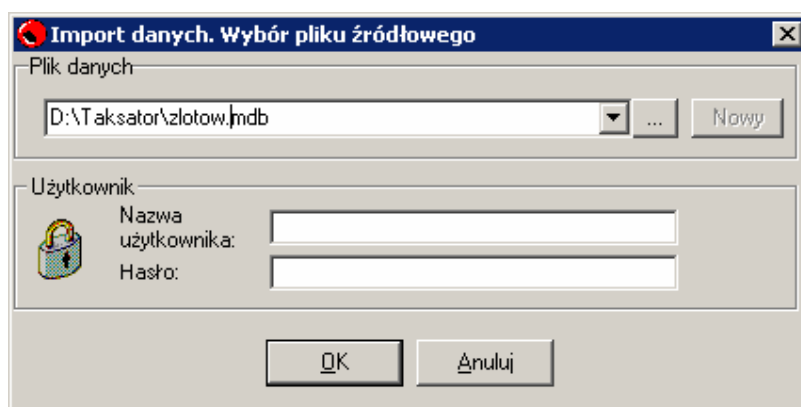 Import danych. Wybór pliku źródłowego
Plik danych
D:\Taksator\zlotow.mdb
...
Nowy
Użytkownik
Nazwa
użytkownika:
Hasło:
OK
Anuluj